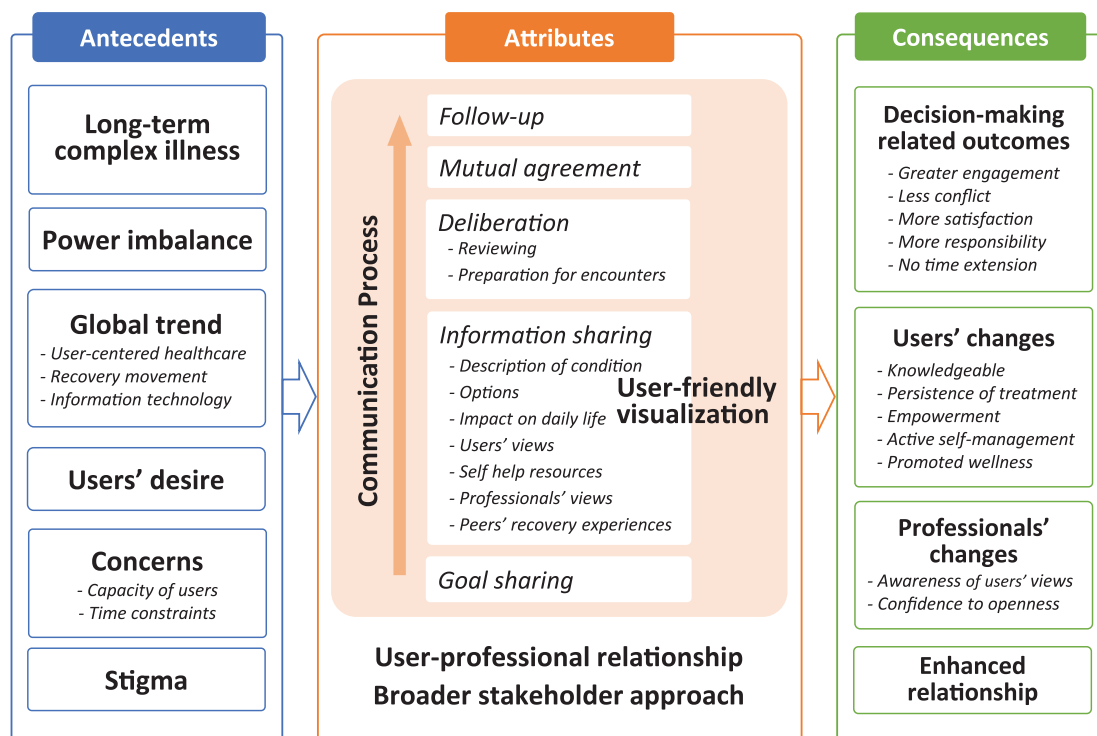 Antecedents
Long-term
complex illness
Power imbalance
Global trend
- User-centered healthcare
- Recovery movement
- Information technology
Users’ desire
Concerns
- Capacity of users
- Time constraints
Stigma
Attributes
Communication Process
Follow-up
Mutual agreement
Deliberation
- Reviewing
- Preparation for encounters
Information sharing
- Description of condition
- Options
- Impact on daily life
- Users’ views
- Self help resources
- Professionals’ views
- Peers’ recovery experiences
Goal sharing
User-friendly
visualization
User-professional relationship
Broader stakeholder approach
Consequences
Decision-making
related outcomes
- Greater engagement
- Less conflict
- More satisfaction
- More responsibility
- No time extension
Users’ changes
- Knowledgeable
- Persistence of treatment
- Empowerment
- Active self-management
- Promoted wellness
Professionals’
changes
- Awareness of users’ views
- Confidence to openness
Enhanced
relationship